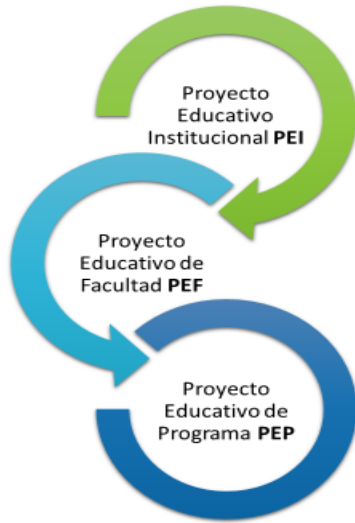 Proyecto
Educativo
Institucional PEI
Proyecto
Educativo de
Facultad PEF
Proyecto
Educativo de
Programa PEP